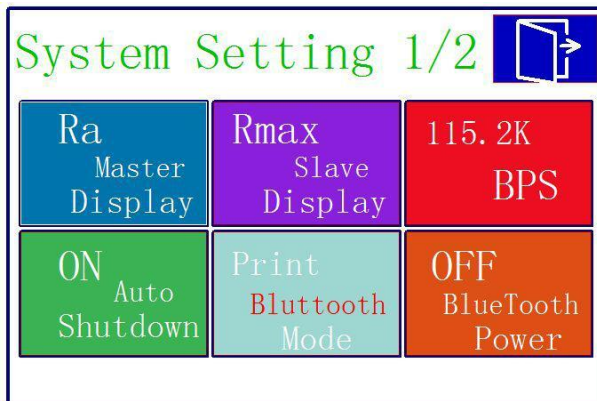 System Setting 1/2
Ra
Master
Display
Rmax
Slave
Display
115.2K
BPS
ON
Auto
Shutdown
Print
Bluttooth
Mode
OFF
BlueTooth
Power